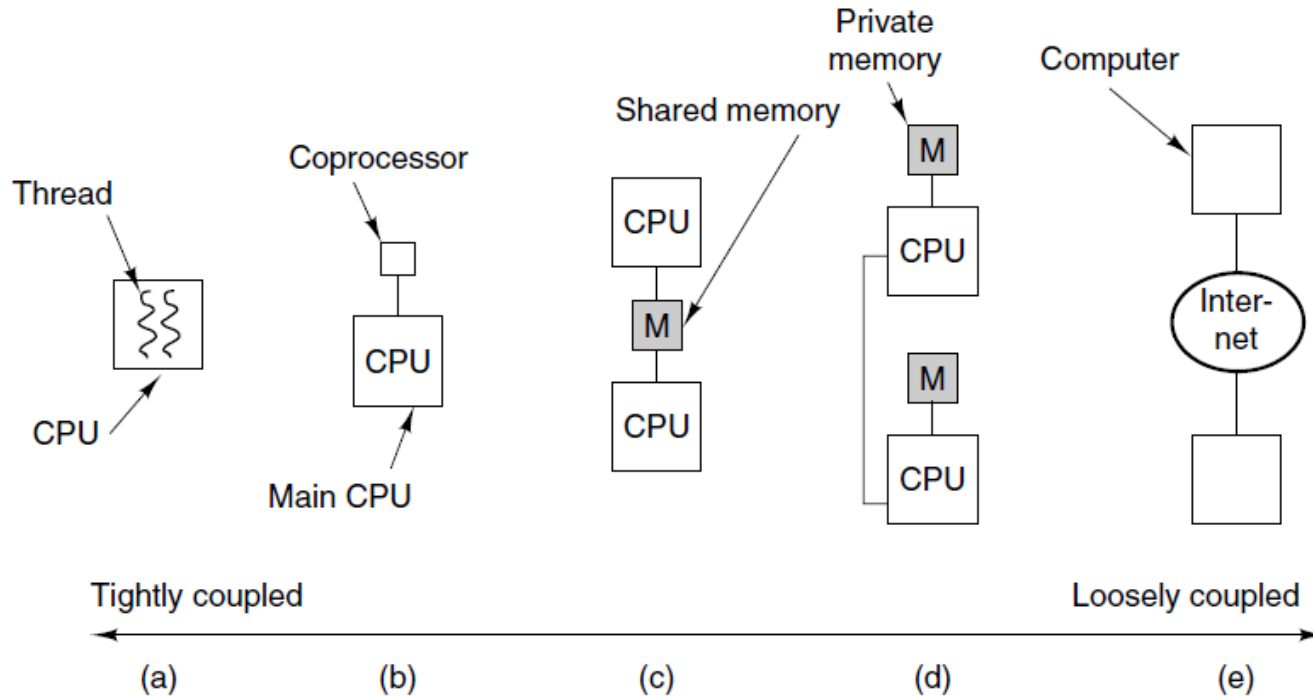 Private
memory
Computer
Shared memory
Coprocessor
Thread
M
CPU
CPU
M
CPU
CPU
M
CPU
Inter-
net
CPU
Main CPU
Tightly coupled
Loosely coupled
(a)
(b)
(c)
(d)
(e)